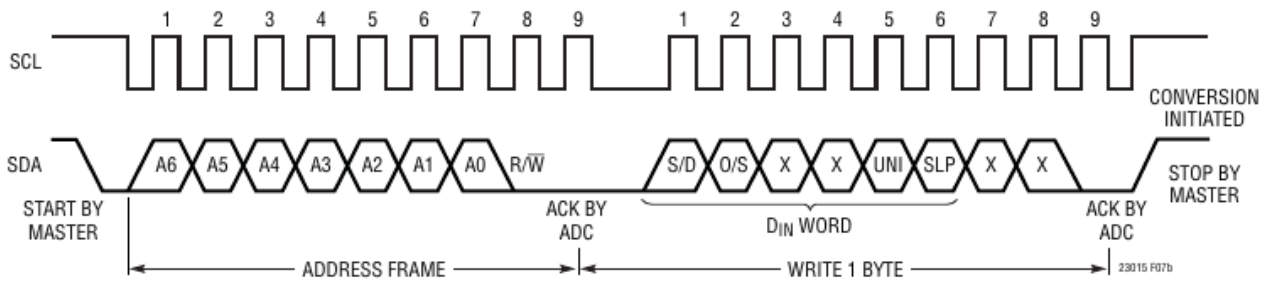 1 2 3 4 5 6 7 8 9 1 2 3 4 5 6 7 8 9
SCL
CONVERSION
INITIATED
SDA A6 A5 A4 A3 A2 A1 A0 R/W̅ S/D O/S X X UNI SLP X X
STOP BY
MASTER
START BY
MASTER
ACK BY
ADC
DIN WORD
ACK BY
ADC
ADDRESS FRAME WRITE 1 BYTE 23015 F07b